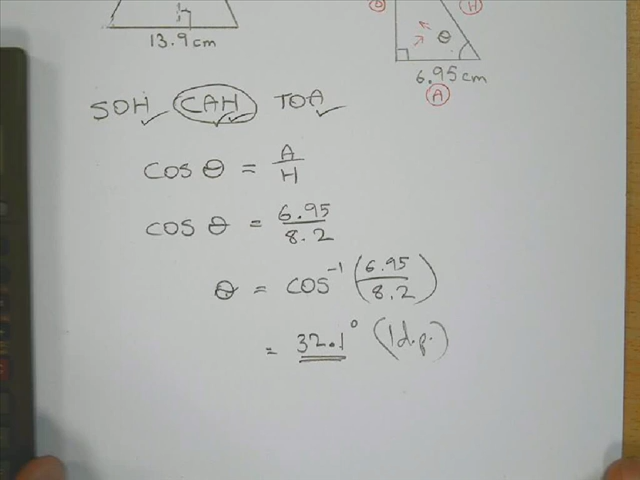 13.9cm
O
H
θ
6.95cm
A
SOH CAH TOA
cos θ = A/H
cos θ = 6.95/8.2
θ = cos⁻¹ (6.95/8.2)
= 32.1° (1 d.p.)